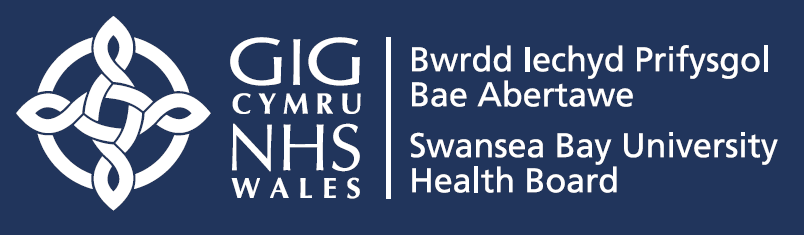 GIG
CYMRU
NHS
WALES
Bwrdd Iechyd Prifysgol
Bae Abertawe
Swansea Bay University
Health Board